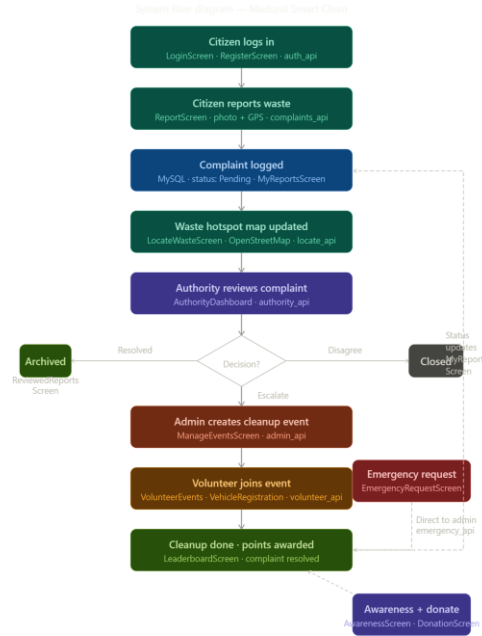 System flow diagram — Madurai Smart Clean
Citizen logs in
LoginScreen · RegisterScreen · auth_api
Citizen reports waste
ReportScreen · photo + GPS · complaints_api
Complaint logged
MySQL · status: Pending · MyReportsScreen
Waste hotspot map updated
LocateWasteScreen · OpenStreetMap · locate_api
Authority reviews complaint
AuthorityDashboard · authority_api
Decision?
Resolved
Disagree
Archived
ReviewedReports
Screen
Closed
Status
updates
MyReport
Screen
Escalate
Admin creates cleanup event
ManageEventsScreen · admin_api
Volunteer joins event
VolunteerEvents · VehicleRegistration · volunteer_api
Emergency request
EmergencyRequestScreen
Direct to admin
emergency_api
Cleanup done · points awarded
LeaderboardScreen · complaint resolved
Awareness + donate
AwarenessScreen · DonationScreen